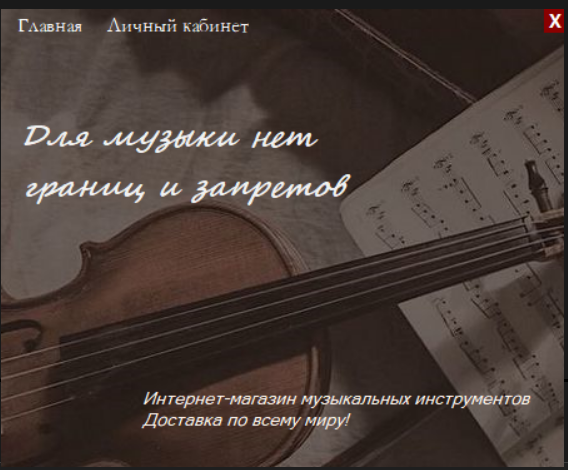 Главная Личный кабинет X
Для музыки нет
границ и запретов
Интернет-магазин музыкальных инструментов
Доставка по всему миру!